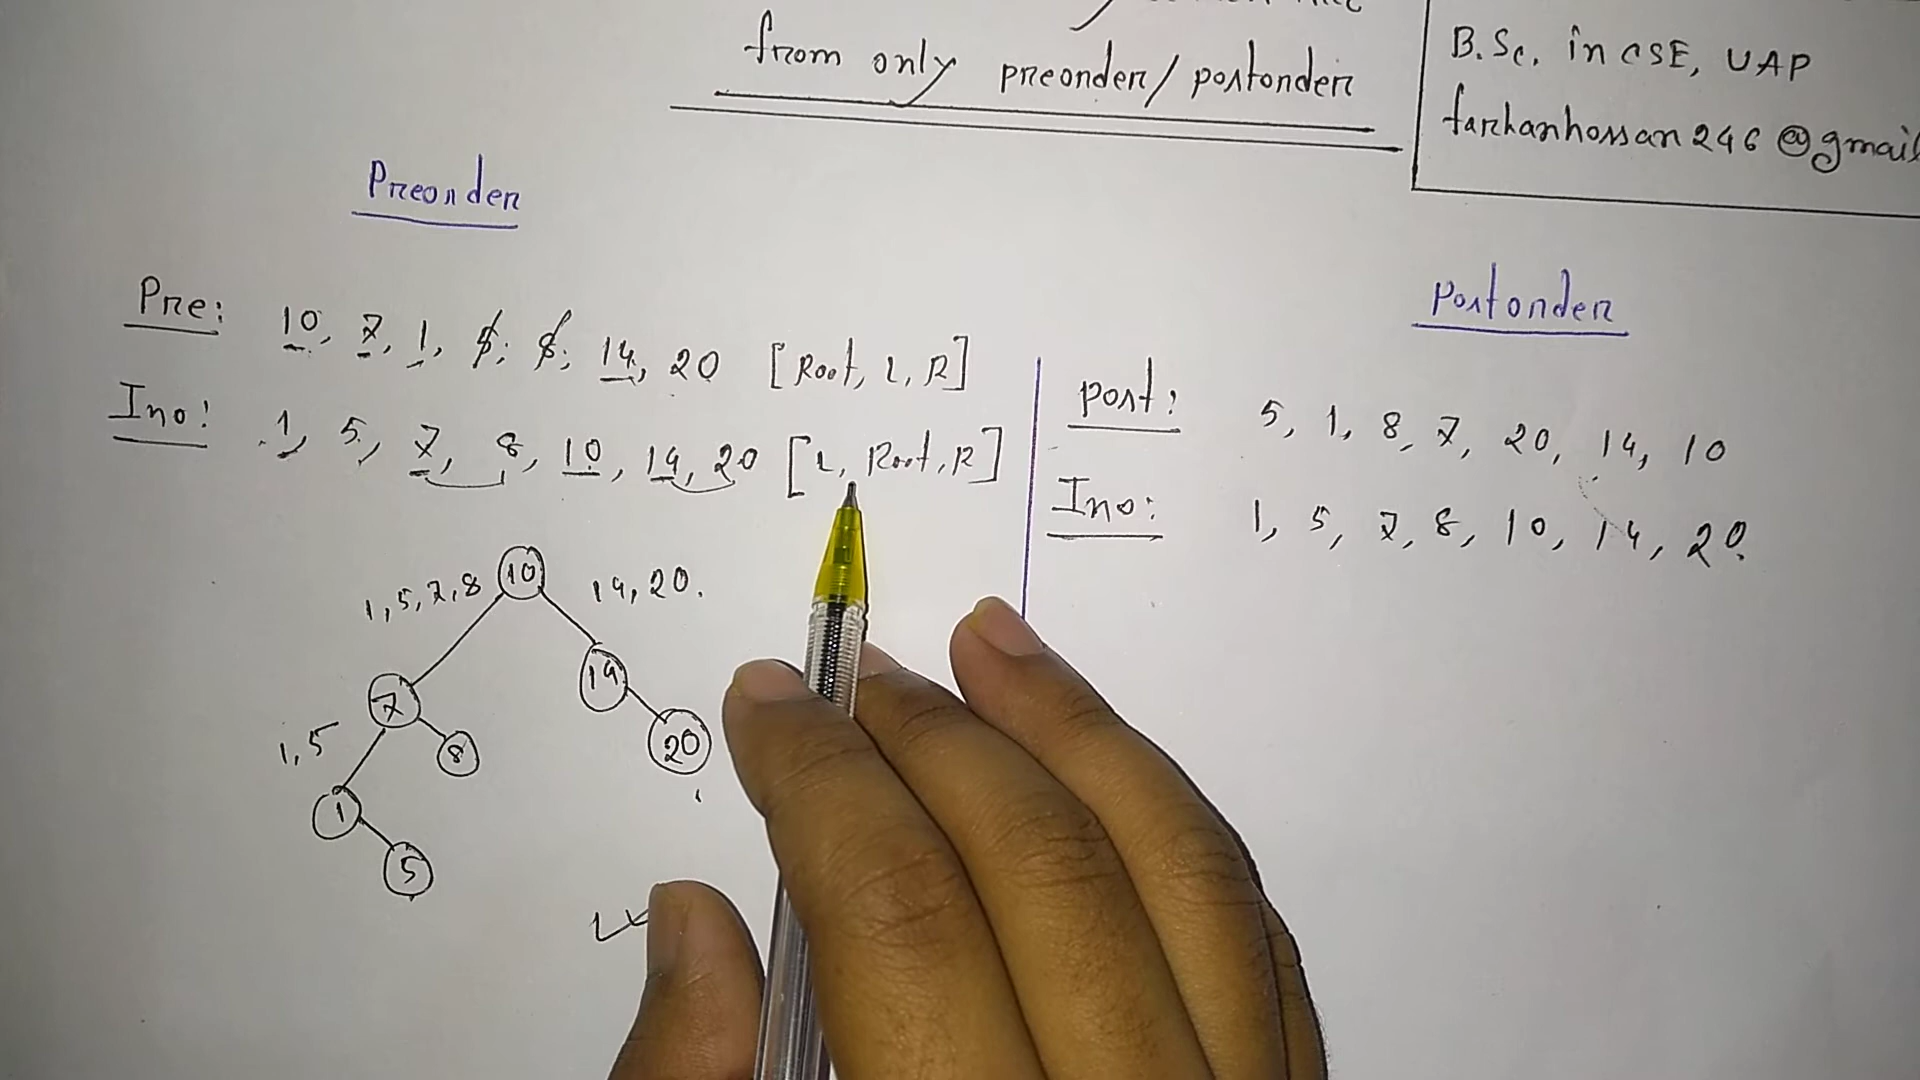 from only preorder/postorder
B.Sc. in CSE, UAP
farhanhossan246@gmail
Preorder
Pre: 10, 7, 1, 5, 8, 14, 20 [Root, L, R]
Ino: 1, 5, 7, 8, 10, 14, 20 [L, Root, R]
Postorder
Post: 5, 1, 8, 7, 20, 14, 10
Ino: 1, 5, 7, 8, 10, 14, 20
1, 5, 7, 8
10
14, 20.
7
14
1, 5
8
20
1
5